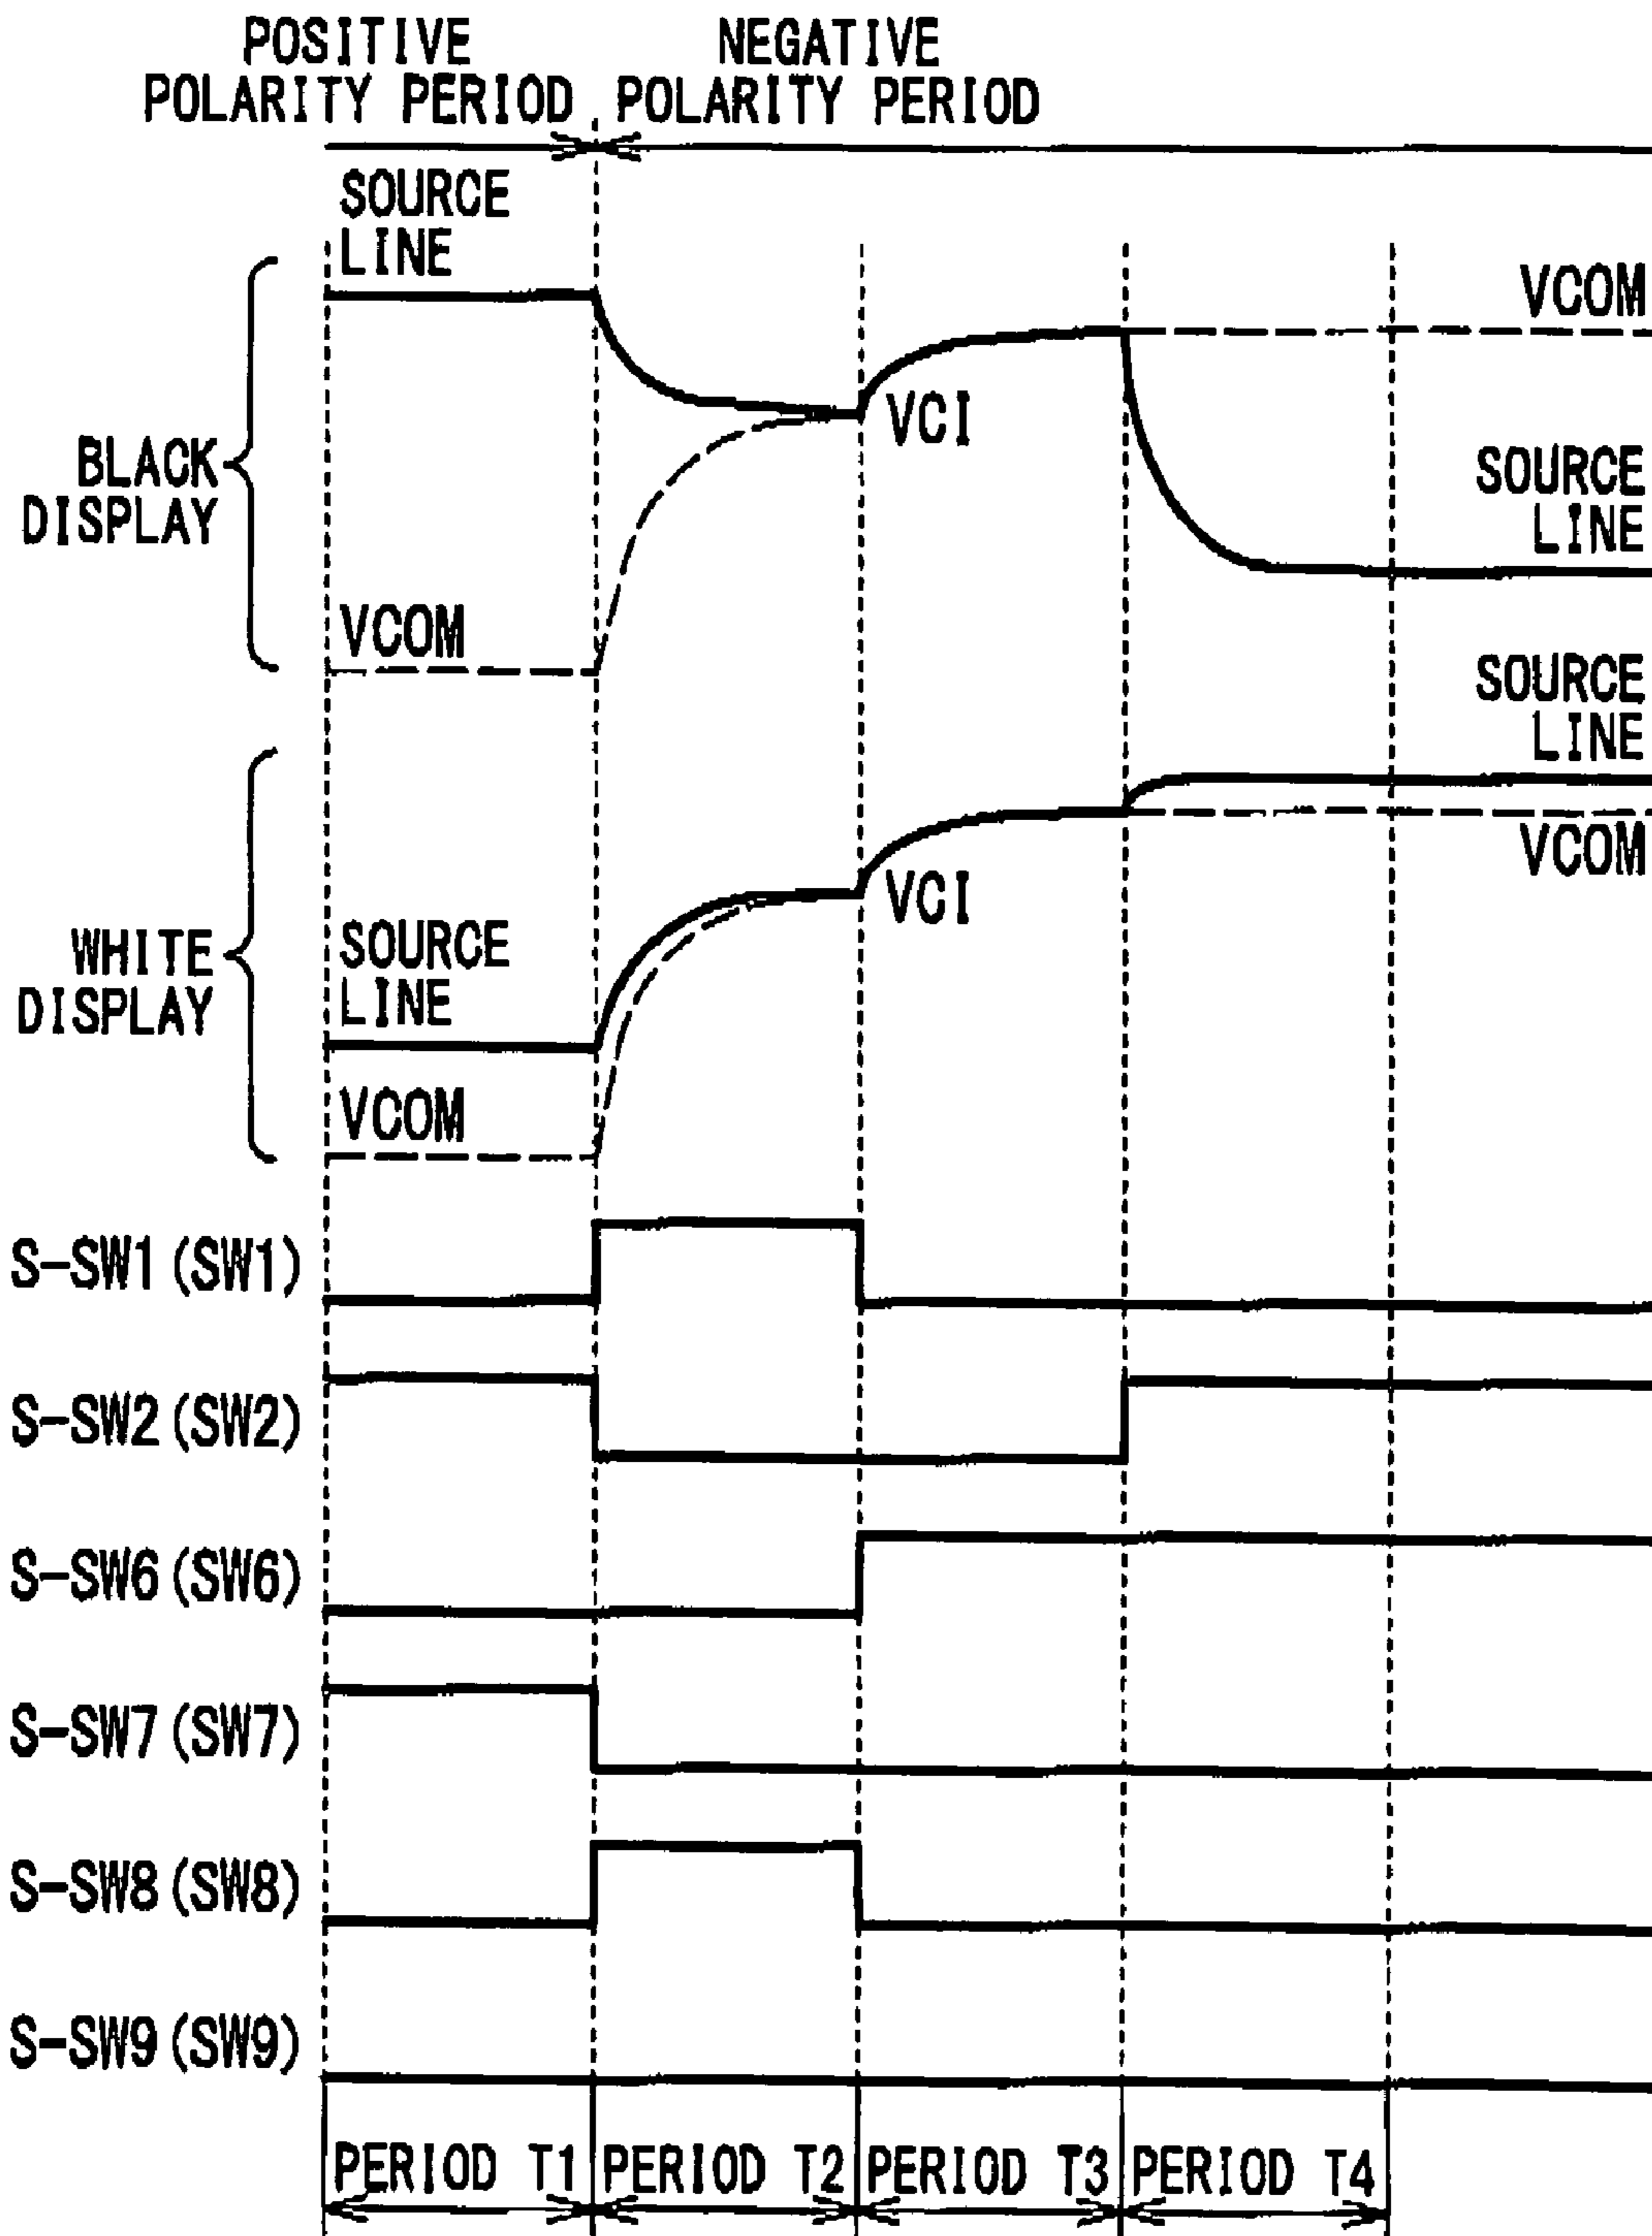 POSITIVE
POLARITY PERIOD
NEGATIVE
POLARITY PERIOD
SOURCE
LINE
VCOM
VCI
BLACK
DISPLAY
SOURCE
LINE
VCOM
SOURCE
LINE
VCI
VCOM
WHITE
DISPLAY
SOURCE
LINE
VCOM
S-SW1(SW1)
S-SW2(SW2)
S-SW6(SW6)
S-SW7(SW7)
S-SW8(SW8)
S-SW9(SW9)
PERIOD T1 PERIOD T2 PERIOD T3 PERIOD T4